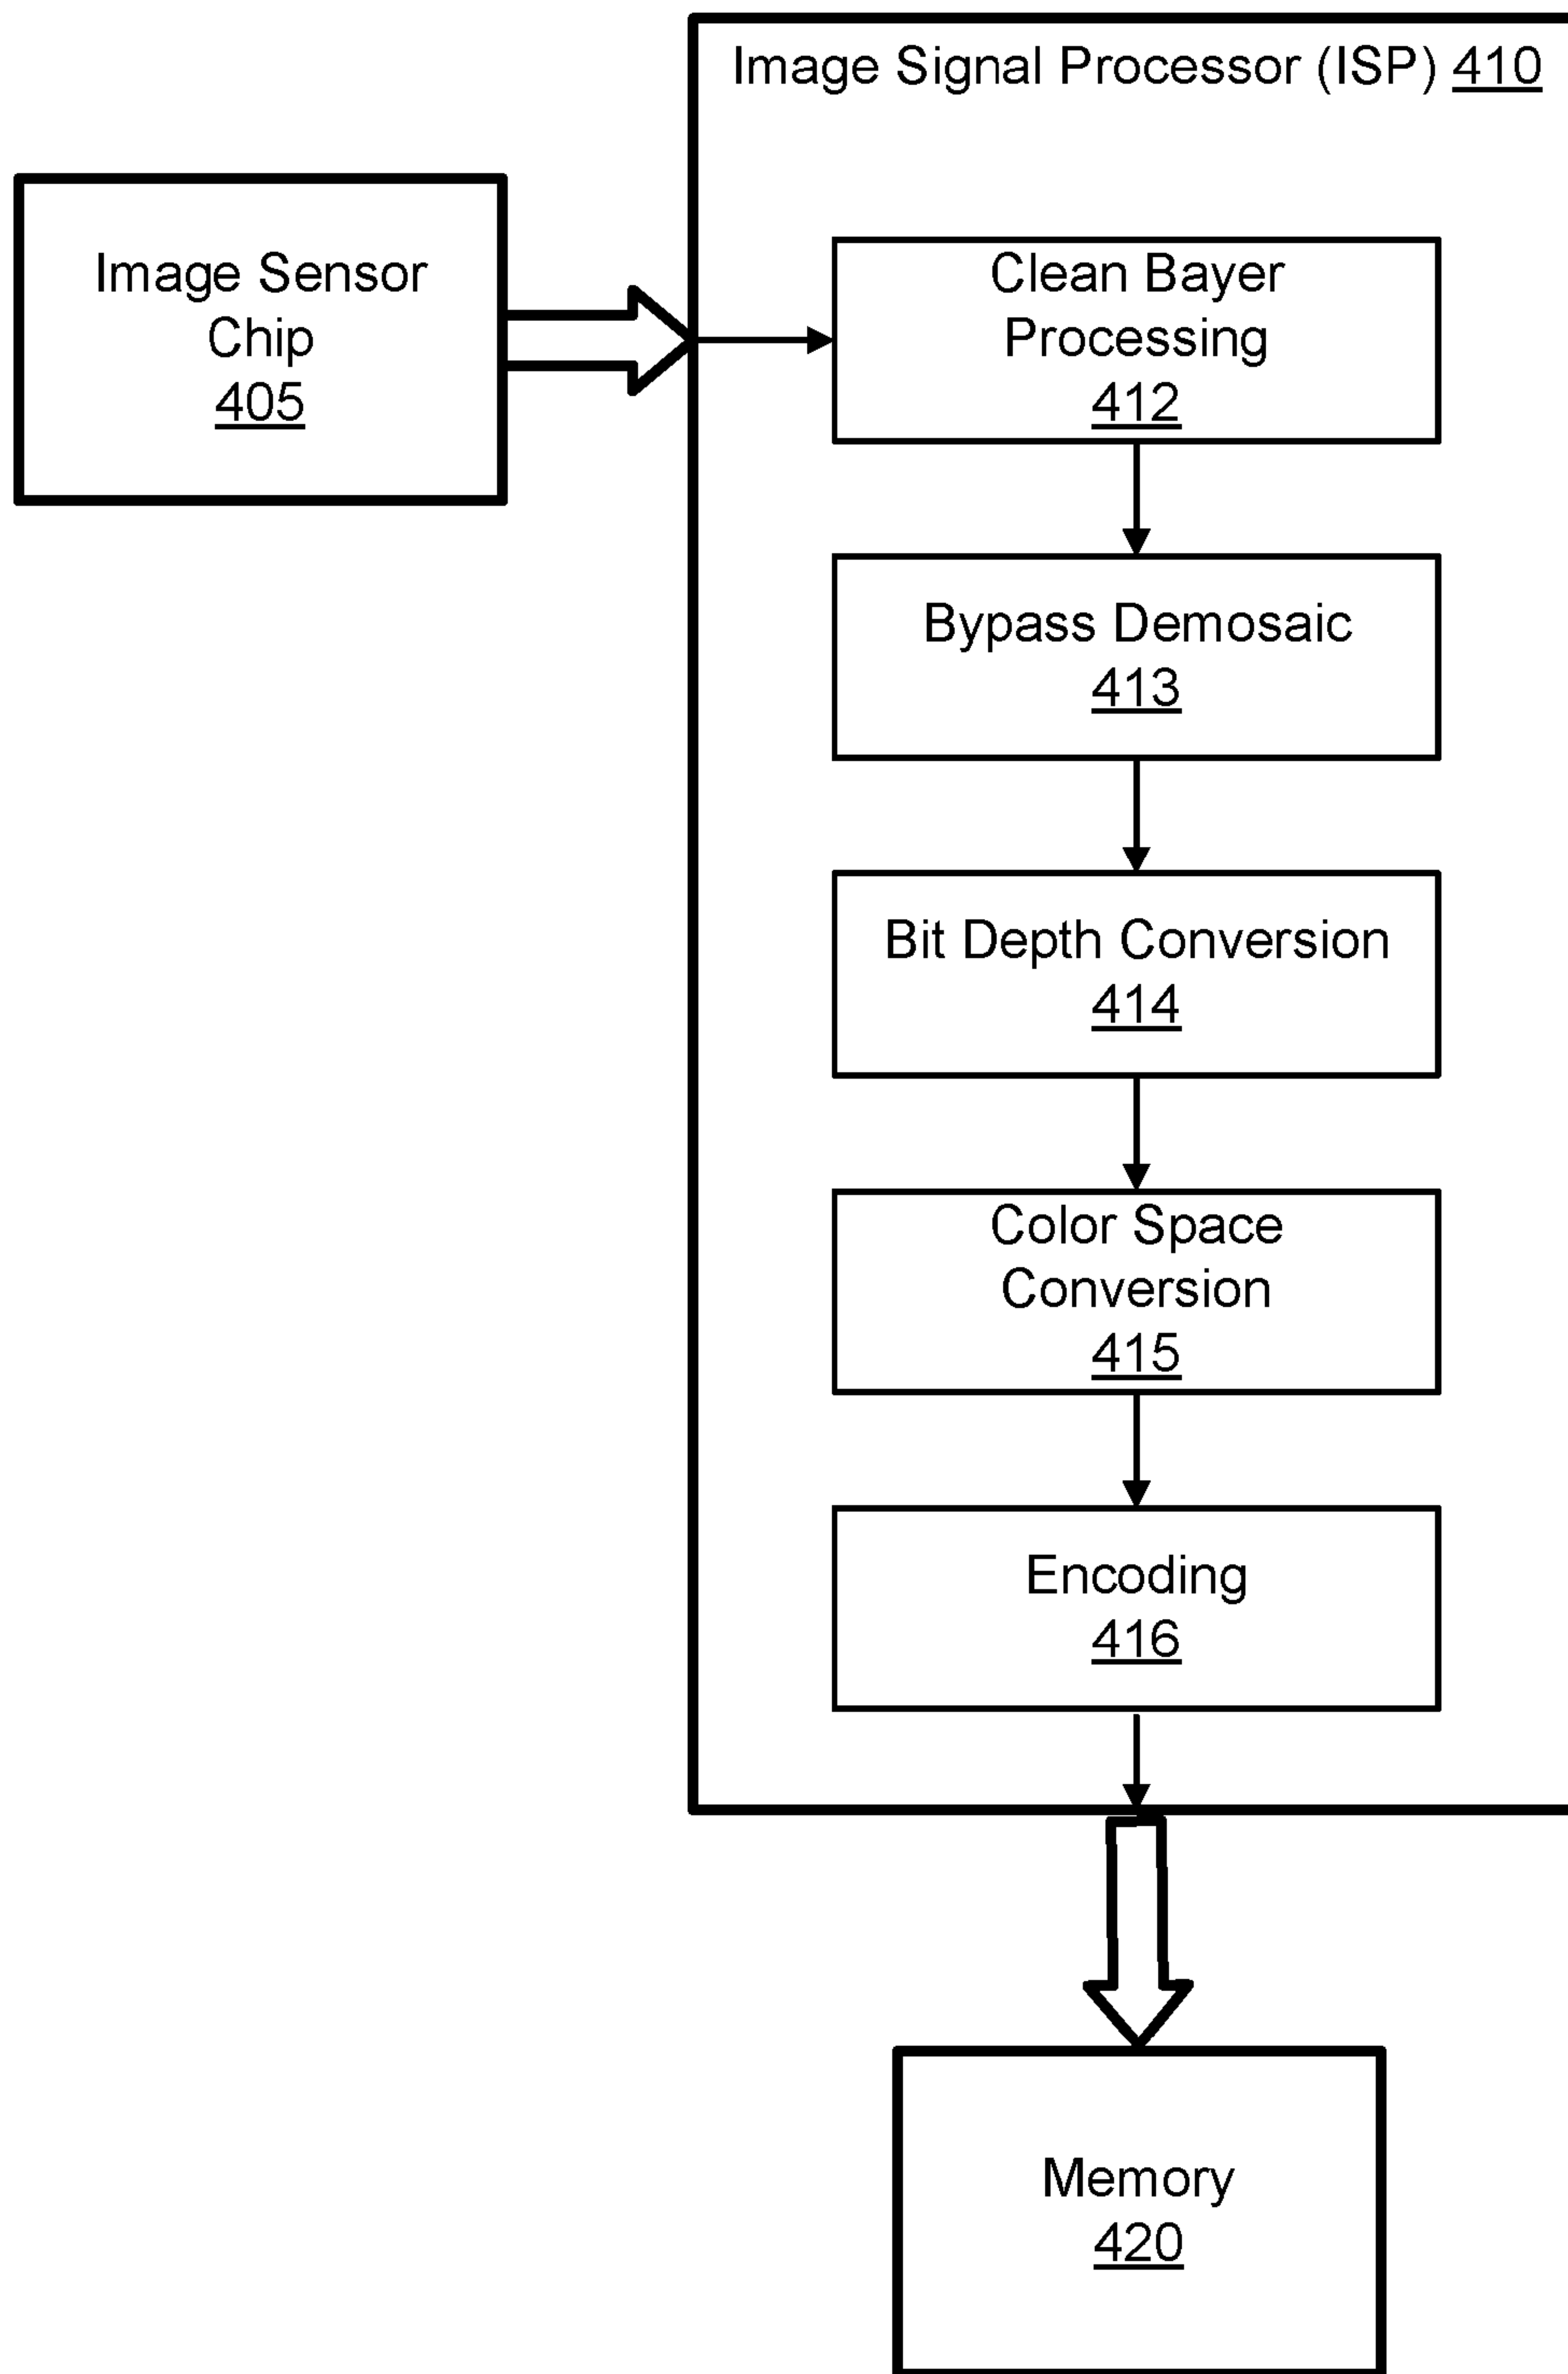 Image Signal Processor (ISP) 410
Image Sensor
Chip
405
Clean Bayer
Processing
412
Bypass Demosaic
413
Bit Depth Conversion
414
Color Space
Conversion
415
Encoding
416
Memory
420